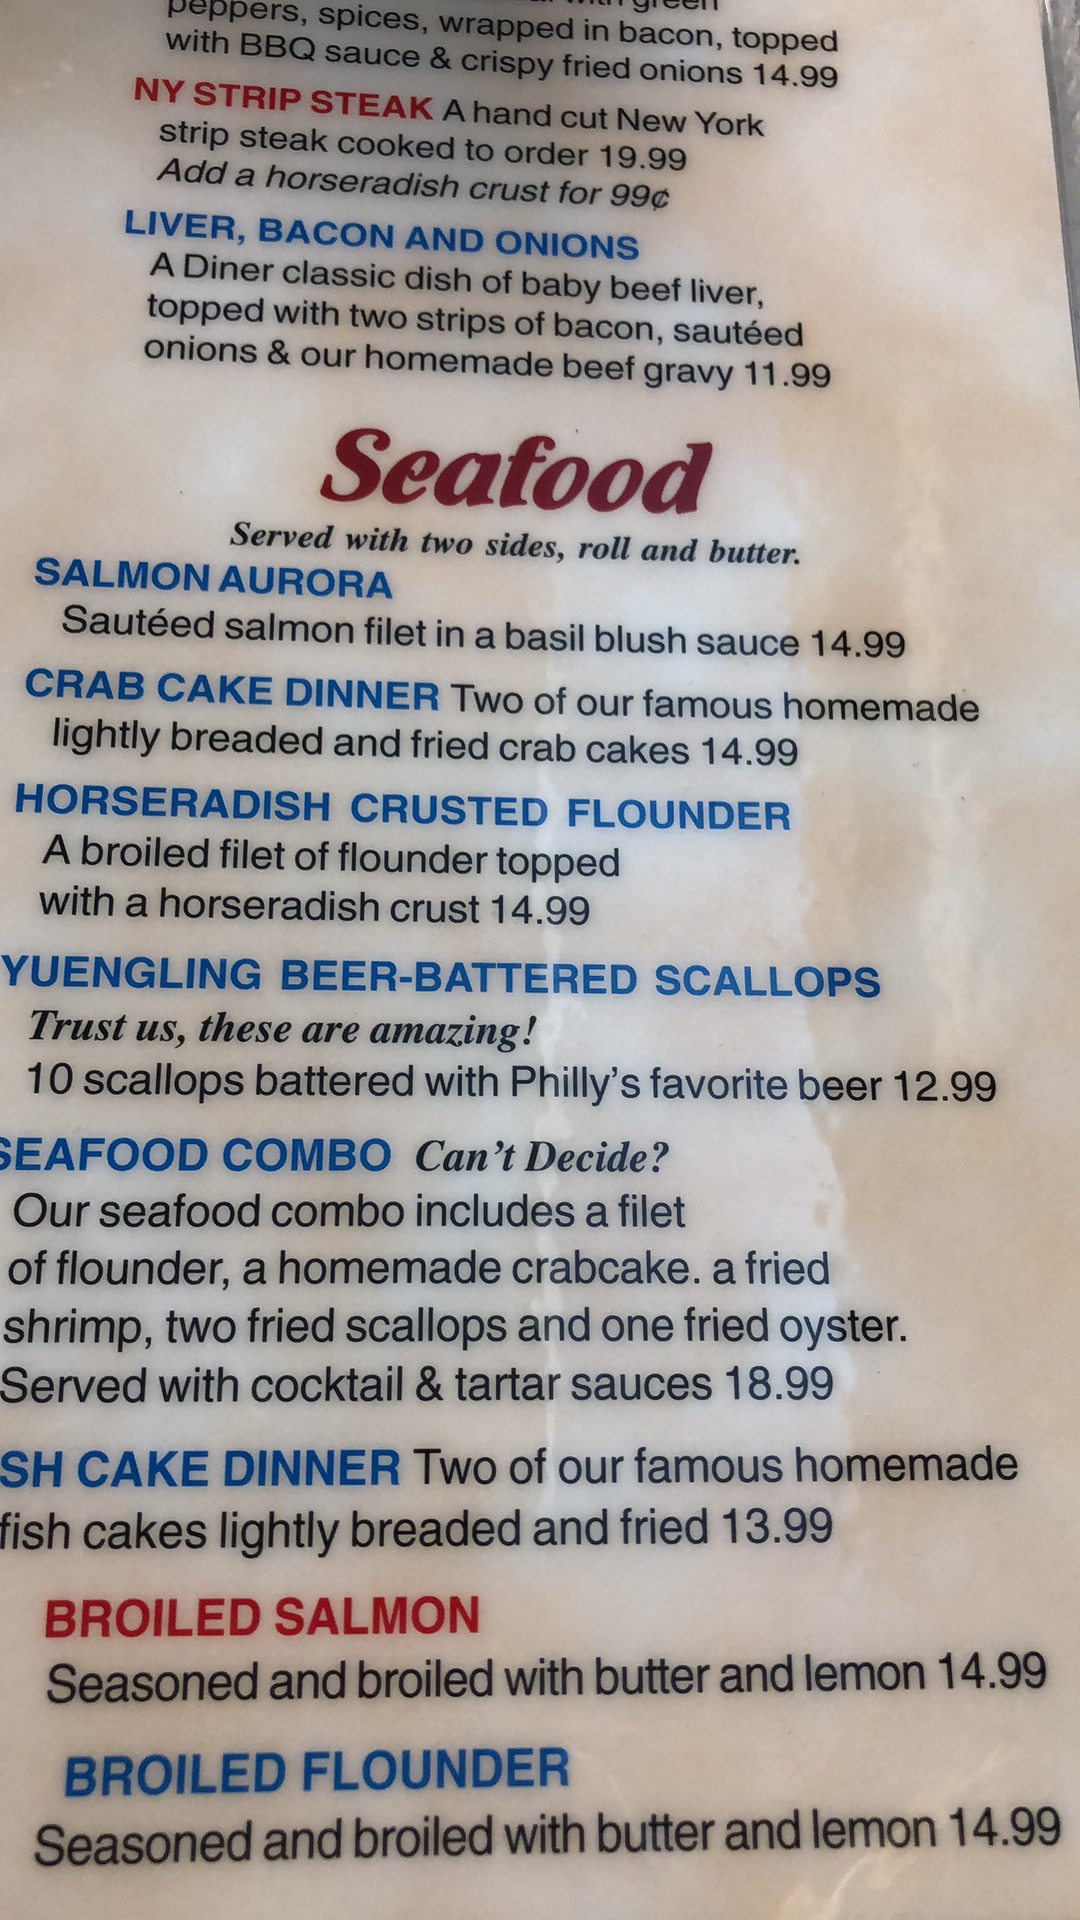 with green
peppers, spices, wrapped in bacon, topped
with BBQ sauce & crispy fried onions 14.99
NY STRIP STEAK A hand cut New York
strip steak cooked to order 19.99
Add a horseradish crust for 99¢
LIVER, BACON AND ONIONS
A Diner classic dish of baby beef liver,
topped with two strips of bacon, sautéed
onions & our homemade beef gravy 11.99
Seafood
Served with two sides, roll and butter.
SALMON AURORA
Sautéed salmon filet in a basil blush sauce 14.99
CRAB CAKE DINNER Two of our famous homemade
lightly breaded and fried crab cakes 14.99
HORSERADISH CRUSTED FLOUNDER
A broiled filet of flounder topped
with a horseradish crust 14.99
YUENGLING BEER-BATTERED SCALLOPS
Trust us, these are amazing!
10 scallops battered with Philly's favorite beer 12.99
SEAFOOD COMBO Can't Decide?
Our seafood combo includes a filet
of flounder, a homemade crabcake. a fried
shrimp, two fried scallops and one fried oyster.
Served with cocktail & tartar sauces 18.99
SH CAKE DINNER Two of our famous homemade
fish cakes lightly breaded and fried 13.99
BROILED SALMON
Seasoned and broiled with butter and lemon 14.99
BROILED FLOUNDER
Seasoned and broiled with butter and lemon 14.99